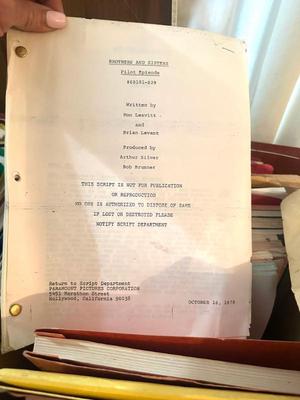 BROTHERS AND SISTERS
Pilot Episode
Written by
Ron Leavitt
and
Brian Levant
Produced by
Arthur Silver
Bob Brunner
THIS SCRIPT IS NOT FOR PUBLICATION
OR REPRODUCTION
NO ONE IS AUTHORIZED TO DISPOSE OF SAME
IF LOST OR DESTROYED PLEASE
NOTIFY SCRIPT DEPARTMENT
Return to Script Department
PARAMOUNT PICTURES CORPORATION
5451 Marathon Street
Hollywood, California 90038
OCTOBER 16, 1978